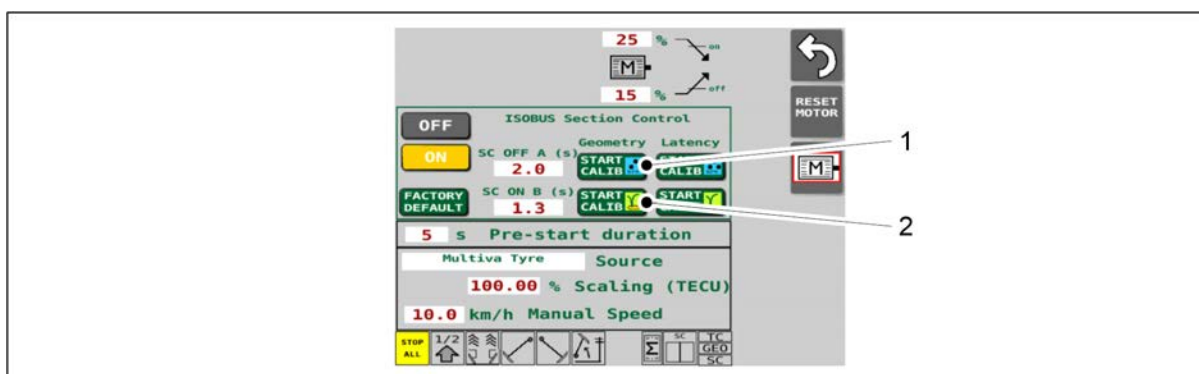 25 % on
M
15 % off
RESET
MOTOR
M
OFF
ON
FACTORY
DEFAULT
ISOBUS Section Control
Geometry Latency
SC OFF A (s)
2.0
START
CALIB
CALIB
SC ON B (s)
1.3
START
CALIB
START
5 s Pre-start duration
Multiva Tyre Source
100.00 % Scaling (TECU)
10.0 km/h Manual Speed
STOP
ALL
1/2
Σ
SC
TC
GEO
SC
1
2